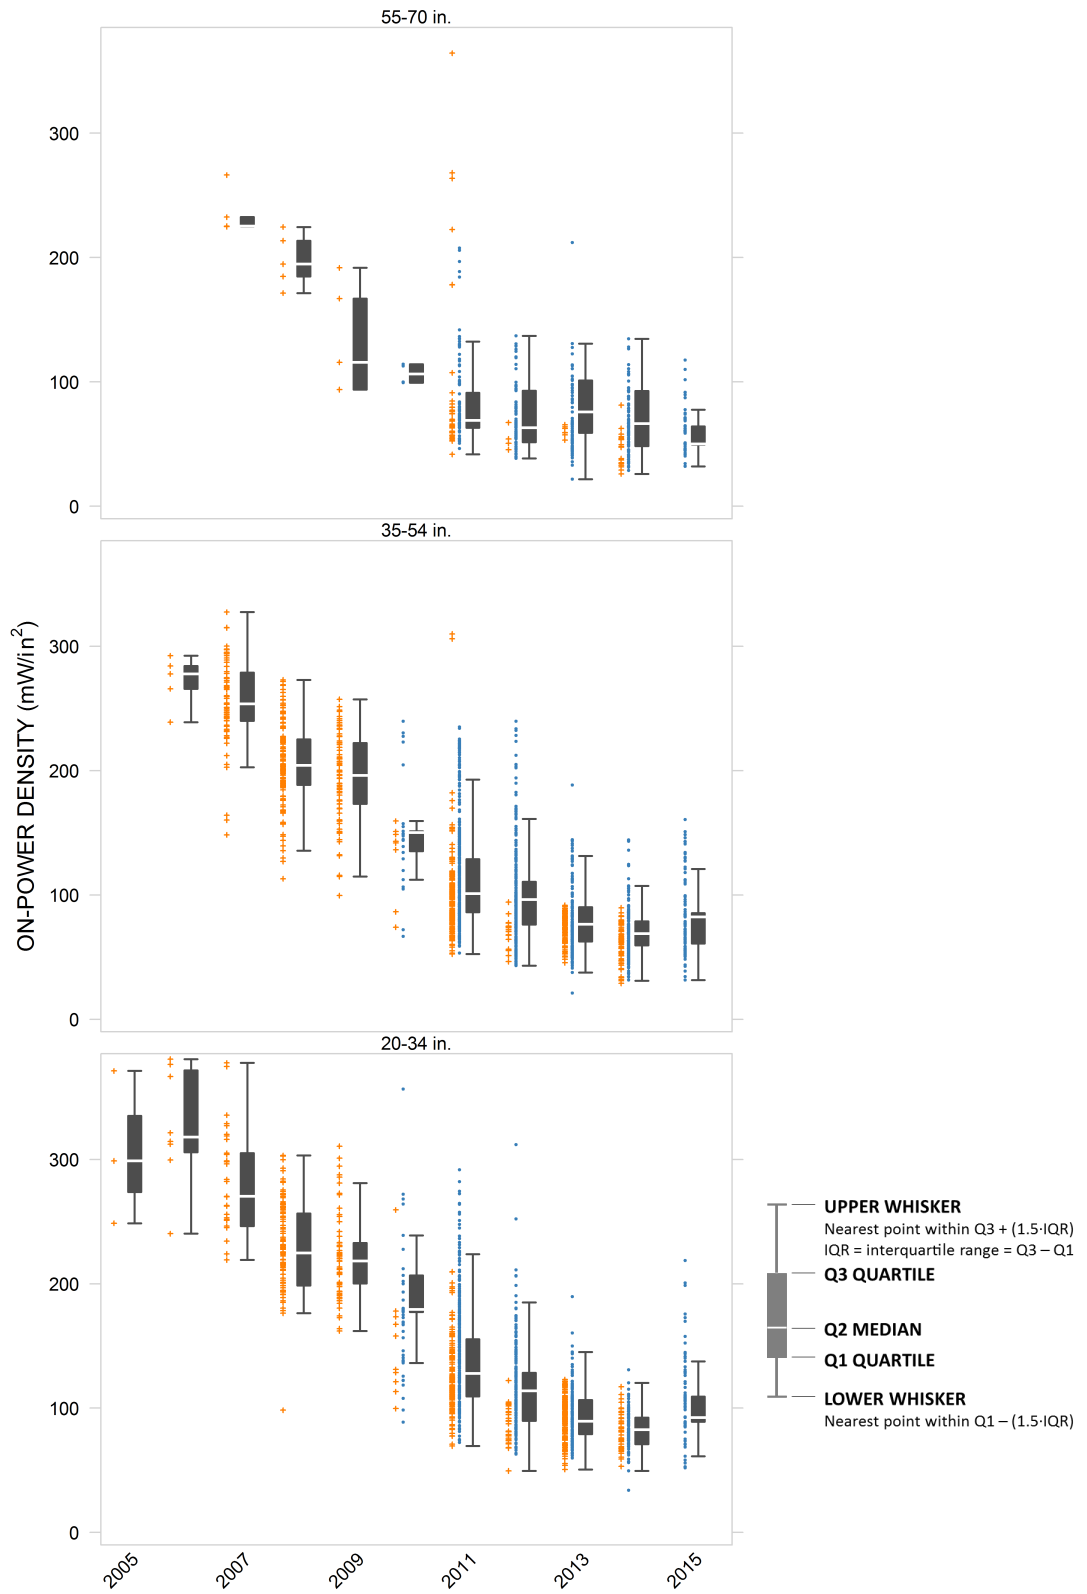 55-70 in.
300
200
100
0
35-54 in.
300
200
100
0
ON-POWER DENSITY (mW/in²)
20-34 in.
300
200
100
0
2005
2007
2009
2011
2013
2015
UPPER WHISKER
Nearest point within Q3 + (1.5·IQR)
IQR = interquartile range = Q3 – Q1
Q3 QUARTILE
Q2 MEDIAN
Q1 QUARTILE
LOWER WHISKER
Nearest point within Q1 – (1.5·IQR)